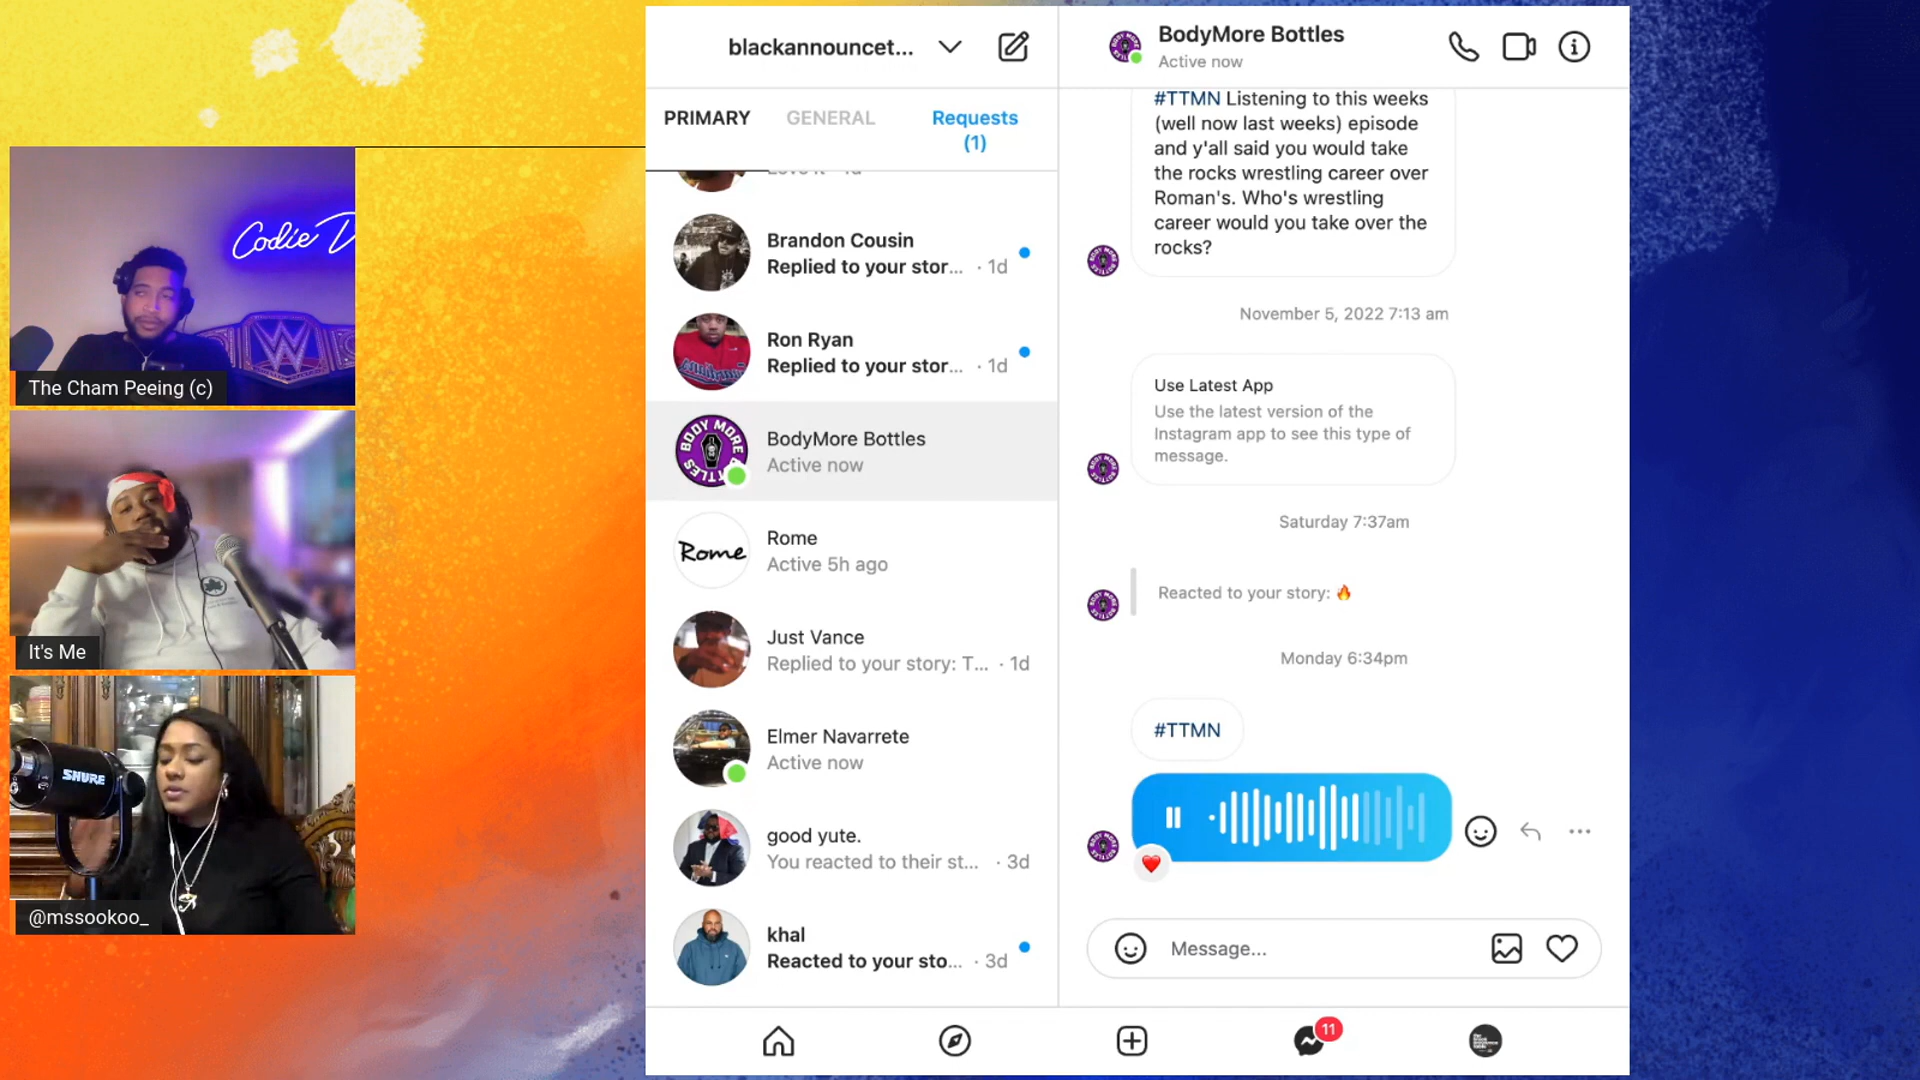 blackannouncet...
BodyMore Bottles
Active now
PRIMARY
GENERAL
Requests
(1)
Brandon Cousin
Replied to your stor... · 1d
Ron Ryan
Replied to your stor... · 1d
BODY MORE BOTTLES
BodyMore Bottles
Active now
Rome
Rome
Active 5h ago
Just Vance
Replied to your story: T... · 1d
Elmer Navarrete
Active now
good yute.
You reacted to their st... · 3d
khal
Reacted to your sto... · 3d
#TTMN Listening to this weeks
(well now last weeks) episode
and y'all said you would take
the rocks wrestling career over
Roman's. Who's wrestling
career would you take over the
rocks?
November 5, 2022 7:13 am
Use Latest App
Use the latest version of the
Instagram app to see this type of
message.
Saturday 7:37am
Reacted to your story: 🔥
Monday 6:34pm
#TTMN
Message...
11
Codie D
W
The Cham Peeing (c)
It's Me
SHURE
@mssookoo_